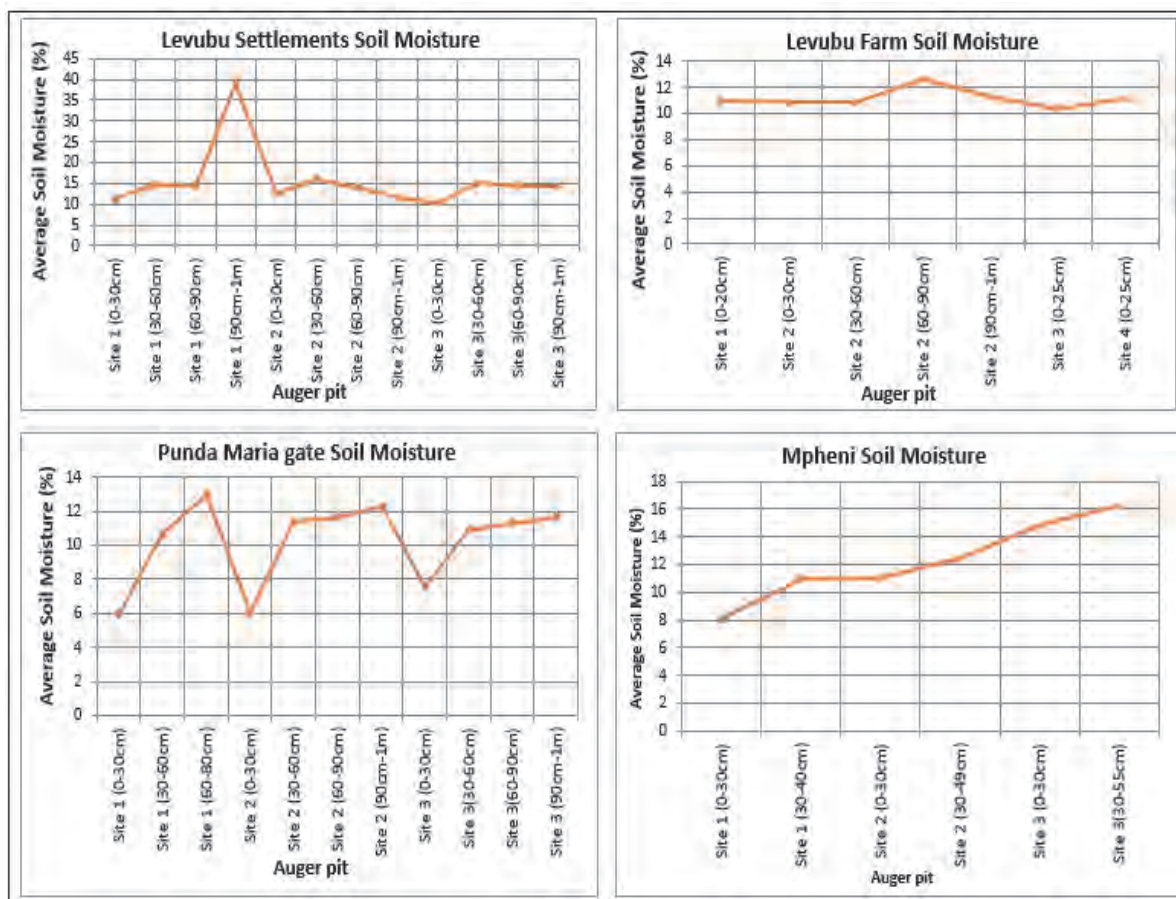 Levubu Settlements Soil Moisture
Average Soil Moisture (%)
45
40
35
30
25
20
15
10
5
0
Site 1 (0-30cm)
Site 1 (30-60cm)
Site 1 (60-90cm)
Site 1 (90cm-1m)
Site 2 (0-30cm)
Site 2 (30-60cm)
Site 2 (60-90cm)
Site 2 (90cm-1m)
Site 3 (0-30cm)
Site 3(30-60cm)
Site 3(60-90cm)
Site 3 (90cm-1m)
Auger pit
Levubu Farm Soil Moisture
Average Soil Moisture (%)
14
12
10
8
6
4
2
0
Site 1 (0-20cm)
Site 2 (0-30cm)
Site 2 (30-60cm)
Site 2 (60-90cm)
Site 2 (90cm-1m)
Site 3 (0-25cm)
Site 4 (0-25cm)
Auger pit
Punda Maria gate Soil Moisture
Average Soil Moisture (%)
14
12
10
8
6
4
2
0
Site 1 (0-30cm)
Site 1 (30-60cm)
Site 1 (60-80cm)
Site 2 (0-30cm)
Site 2 (30-60cm)
Site 2 (60-90cm)
Site 2 (90cm-1m)
Site 3 (0-30cm)
Site 3(30-60cm)
Site 3(60-90cm)
Site 3 (90cm-1m)
Auger pit
Mpheni Soil Moisture
Average Soil Moisture (%)
18
16
14
12
10
8
6
4
2
0
Site 1 (0-30cm)
Site 1 (30-40cm)
Site 2 (0-30cm)
Site 2 (30-49cm)
Site 3 (0-30cm)
Site 3(30-55cm)
Auger pit